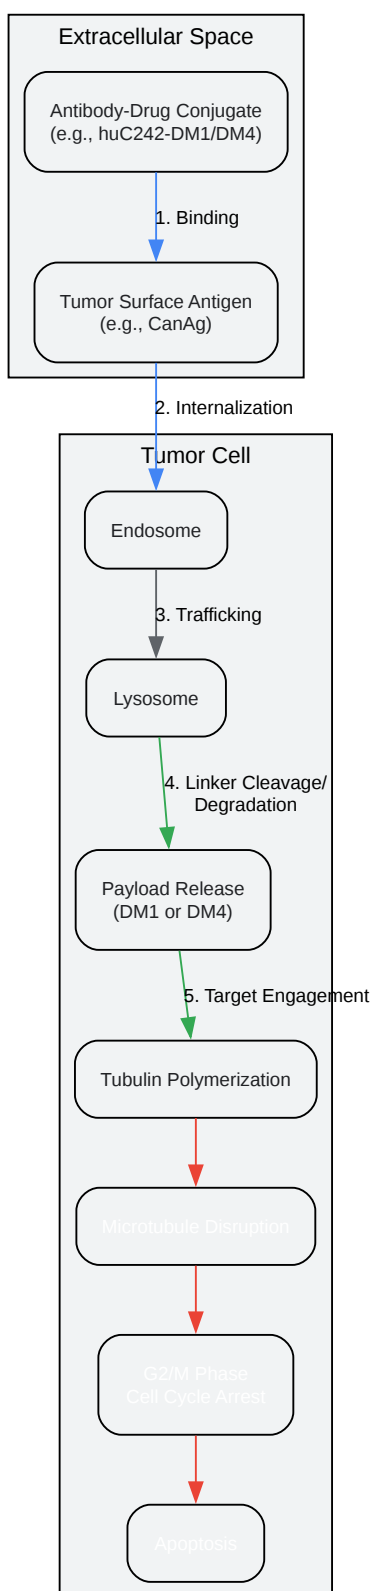 Extracellular Space
Antibody-Drug Conjugate
(e.g., huC242-DM1/DM4)
1. Binding
Tumor Surface Antigen
(e.g., CanAg)
2. Internalization
Tumor Cell
Endosome
3. Trafficking
Lysosome
4. Linker Cleavage/
Degradation
Payload Release
(DM1 or DM4)
5. Target Engagement
Tubulin Polymerization
Microtubule Disruption
G2/M Phase
Cell Cycle Arrest
Apoptosis